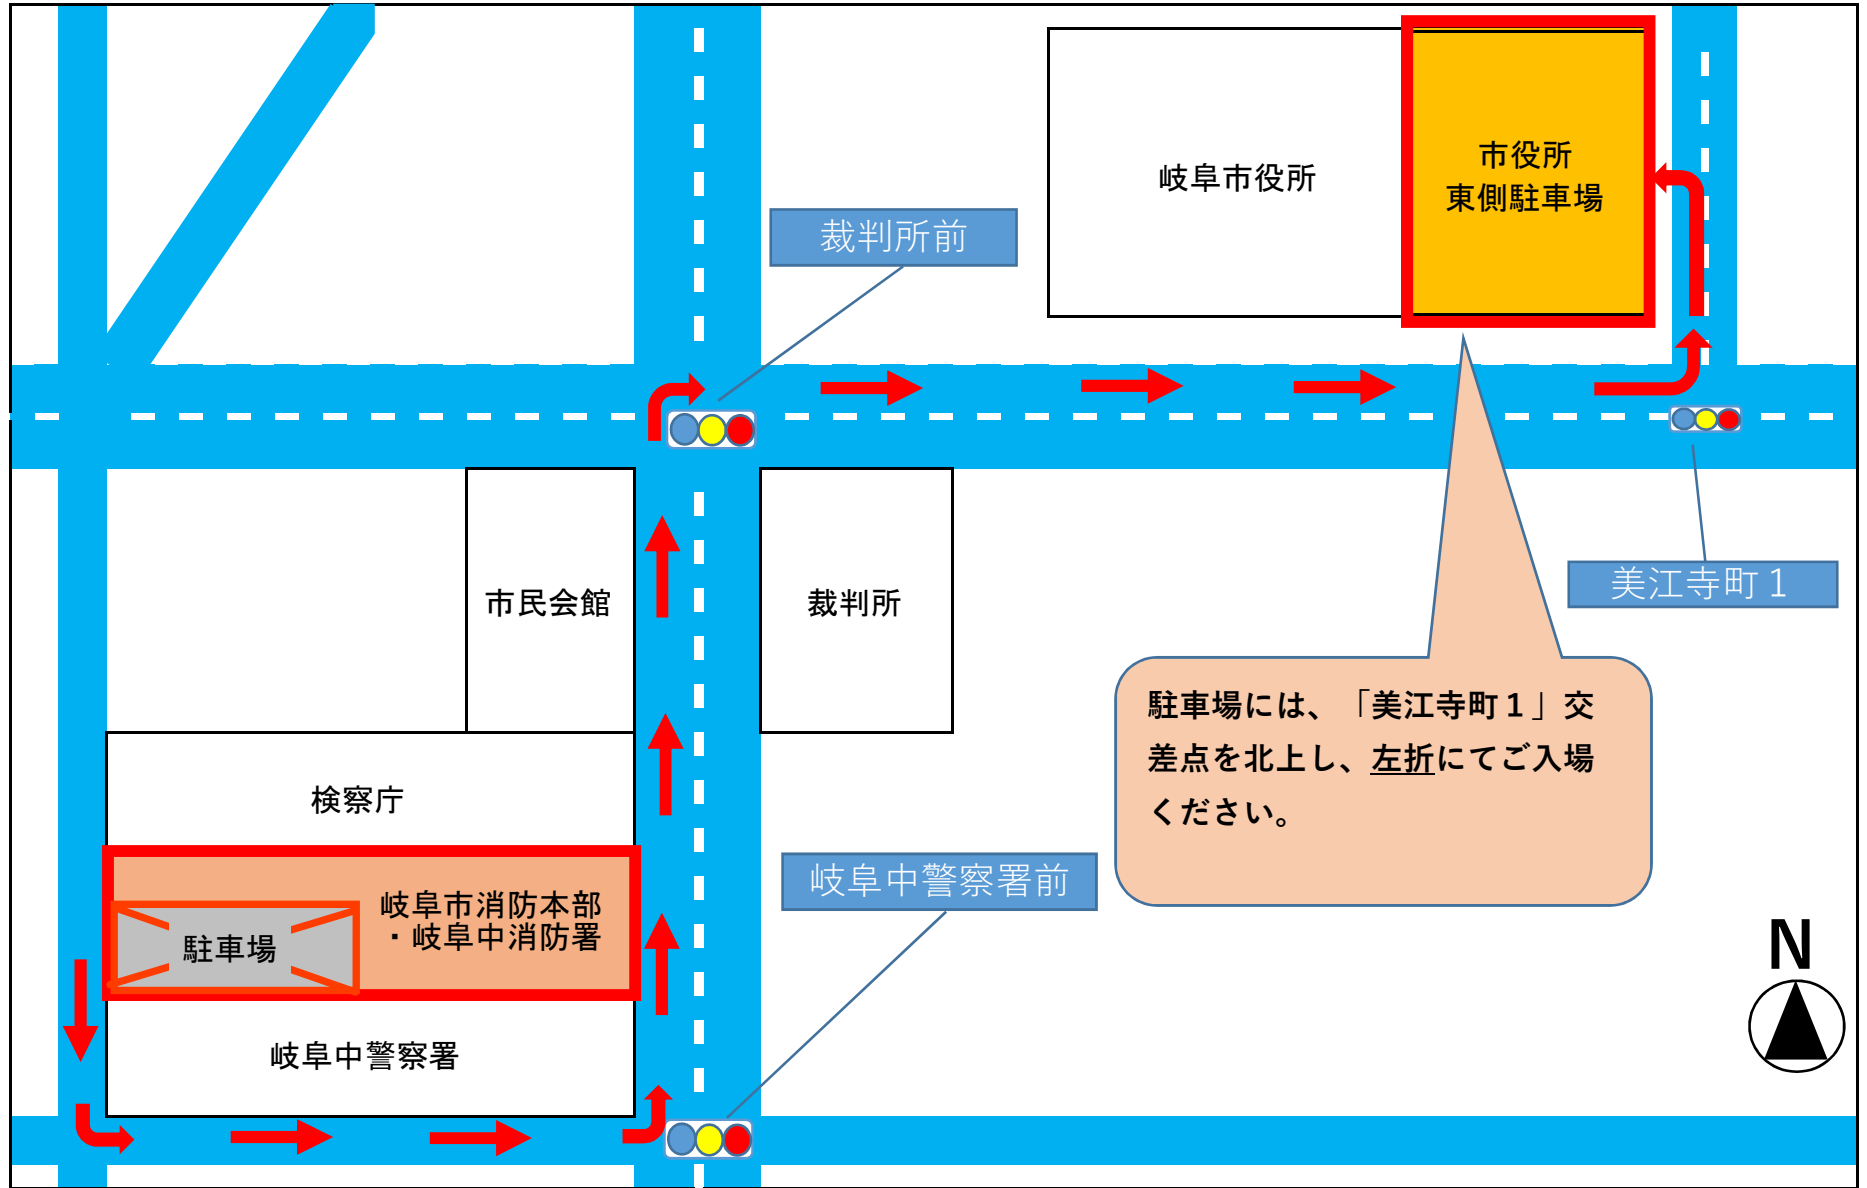 岐阜市役所
市役所
東側駐車場
裁判所前
市民会館
裁判所
美江寺町１
駐車場には、「美江寺町１」交
差点を北上し、左折にてご入場
ください。
検察庁
岐阜中警察署前
岐阜市消防本部
・岐阜中消防署
駐車場
岐阜中警察署
N